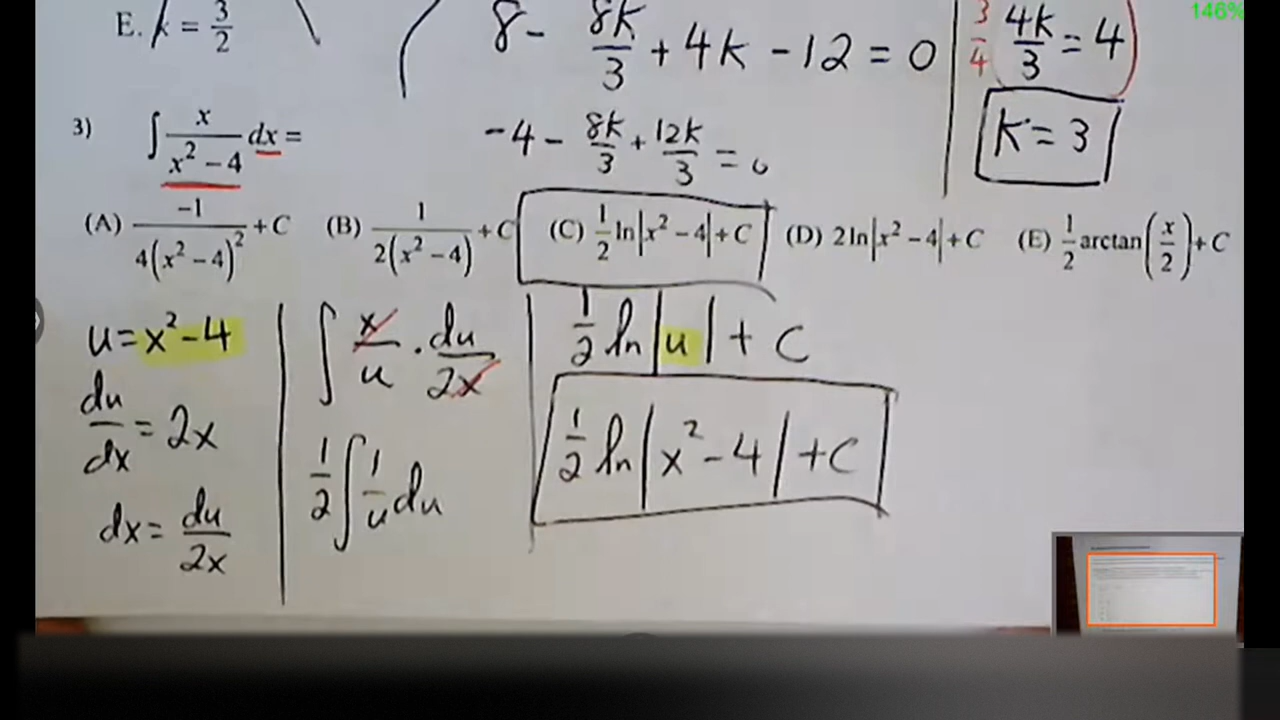 146%
E. k = 3/2
8 - 8k/3 + 4k - 12 = 0
3/4 (4k/3 = 4)
-4 - 8k/3 + 12k/3 = 0
k = 3
3) ∫ x/(x² - 4) dx =
(A) -1/(4(x² - 4)²) + C (B) 1/(2(x² - 4)) + C (C) 1/2 ln|x² - 4| + C (D) 2 ln|x² - 4| + C (E) 1/2 arctan(x/2) + C
u = x² - 4
du/dx = 2x
dx = du/2x
∫ x/u · du/2x
1/2 ∫ 1/u du
1/2 ln|u| + C
1/2 ln|x² - 4| + C